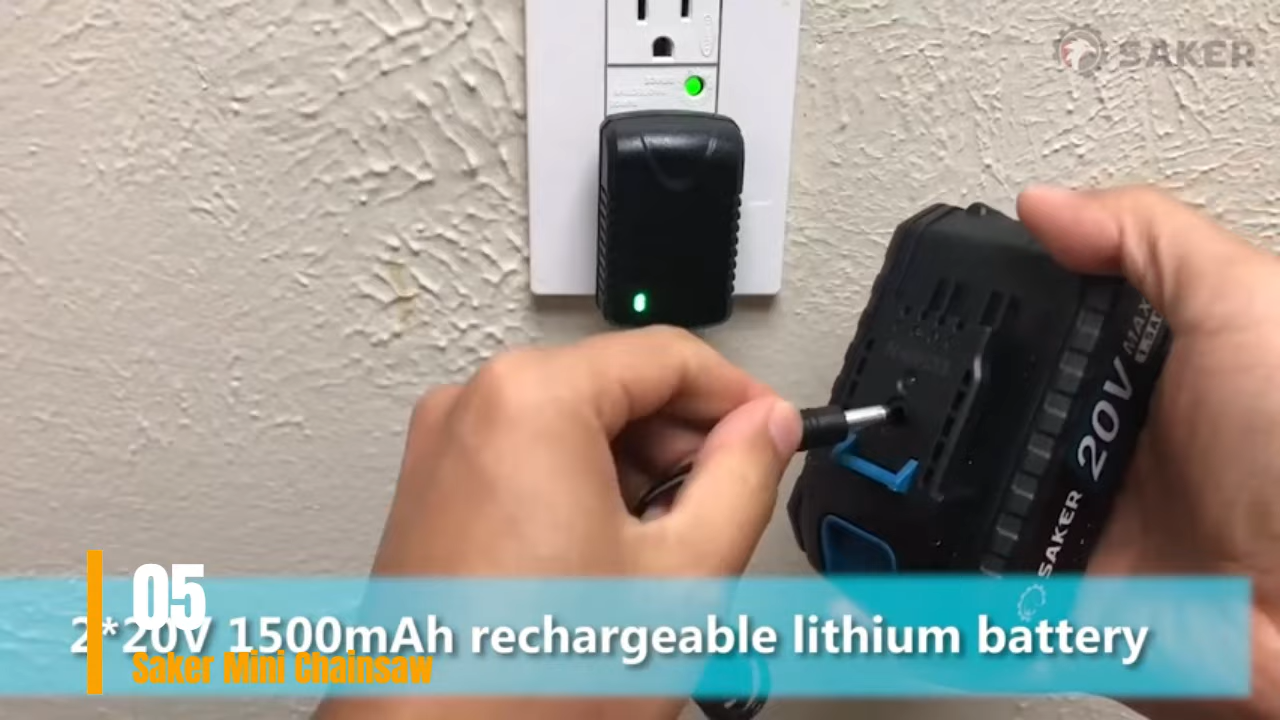 SAKER
MAX
20V
SAKER
05
2*20V 1500mAh rechargeable lithium battery
Saker Mini Chainsaw